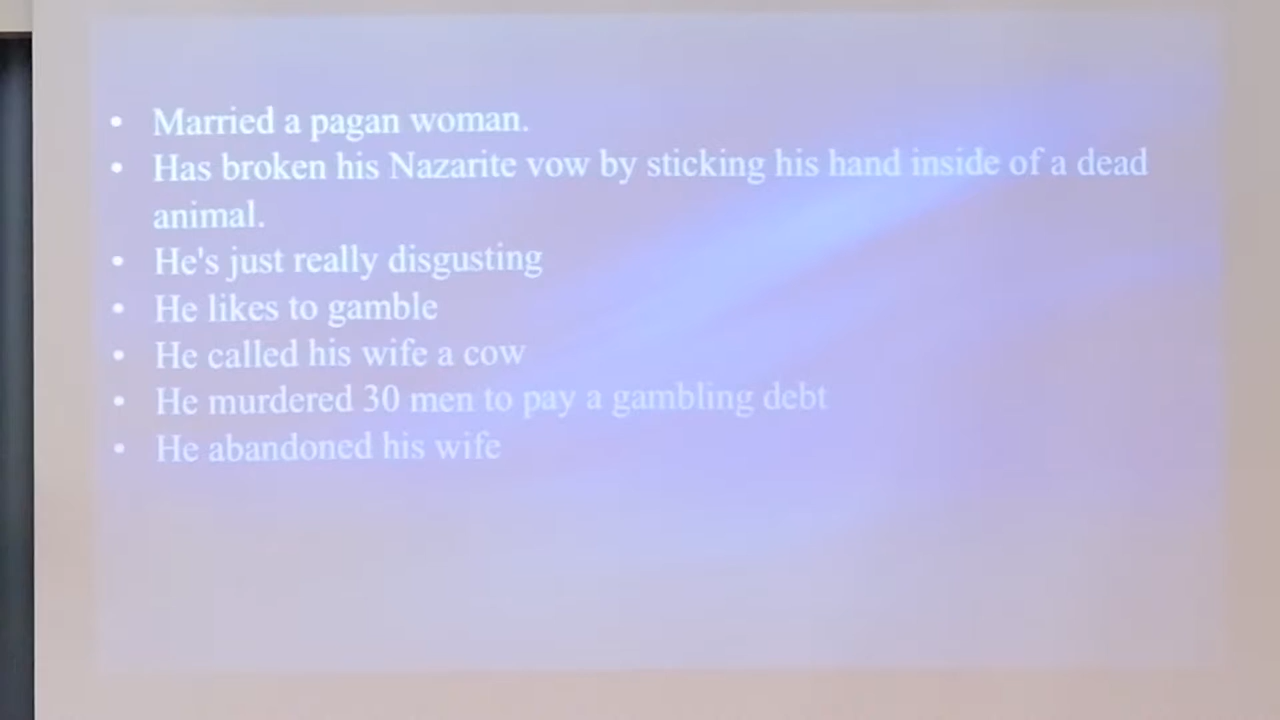 • Married a pagan woman.
• Has broken his Nazarite vow by sticking his hand inside of a dead
animal.
• He's just really disgusting
• He likes to gamble
• He called his wife a cow
• He murdered 30 men to pay a gambling debt
• He abandoned his wife